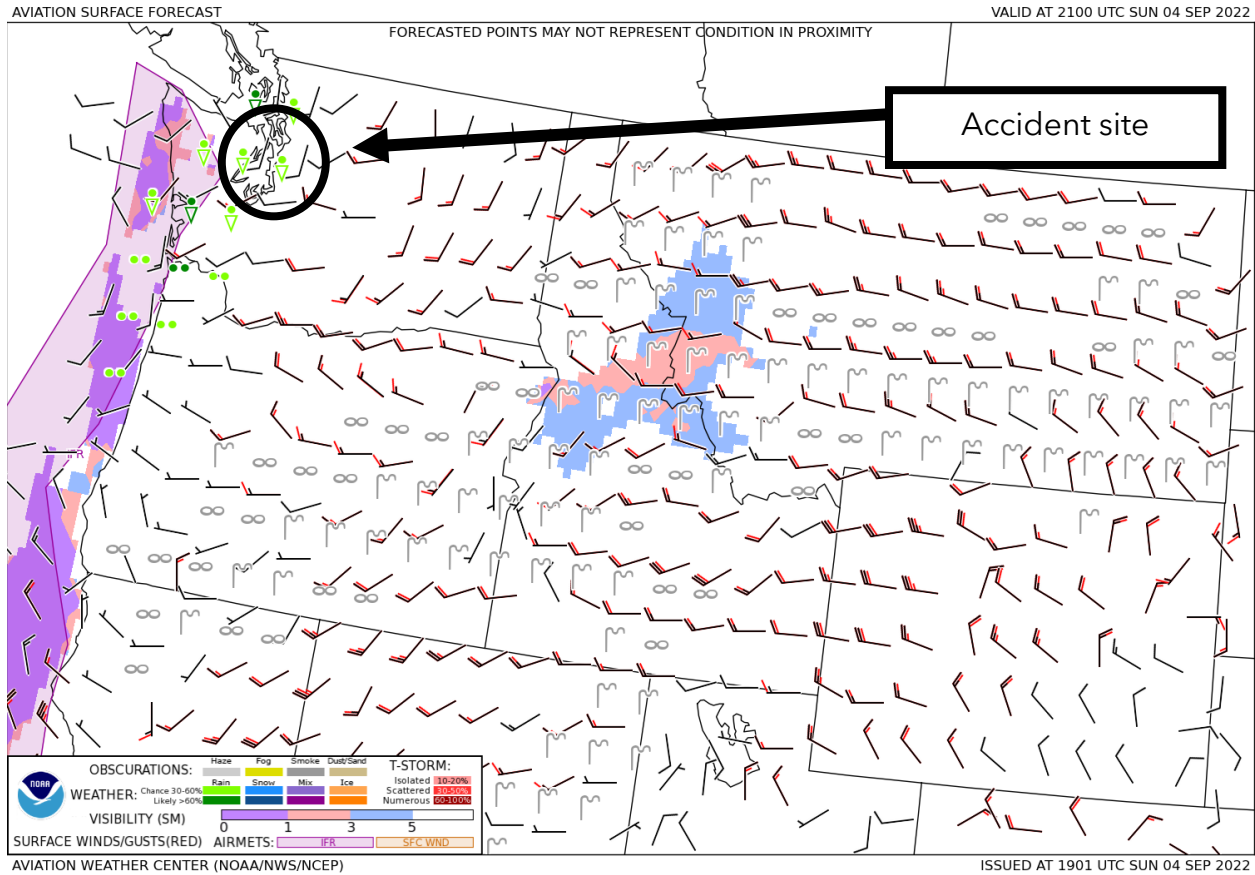 AVIATION SURFACE FORECAST
VALID AT 2100 UTC SUN 04 SEP 2022
FORECASTED POINTS MAY NOT REPRESENT CONDITION IN PROXIMITY
Accident site
IFR
OBSCURATIONS: Haze Fog Smoke Dust/Sand
WEATHER: Rain Snow Mix Ice
Chance 30-60%
Likely >60%
T-STORM:
Isolated 10-20%
Scattered 30-50%
Numerous 60-100%
VISIBILITY (SM) 0 1 3 5
SURFACE WINDS/GUSTS(RED) AIRMETS: IFR SFC WND
NOAA
AVIATION WEATHER CENTER (NOAA/NWS/NCEP)
ISSUED AT 1901 UTC SUN 04 SEP 2022